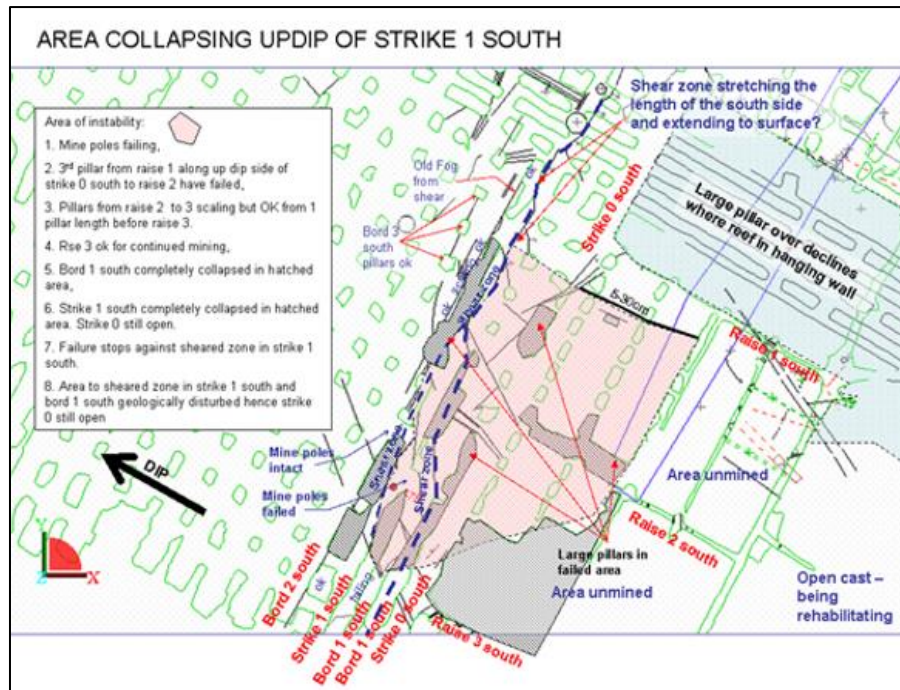 AREA COLLAPSING UPDIP OF STRIKE 1 SOUTH
Area of instability:
1. Mine poles failing,
2. 3rd pillar from raise 1 along up dip side of
strike 0 south to raise 2 have failed,
3. Pillars from raise 2 to 3 scaling but OK from 1
pillar length before raise 3.
4. Rse 3 ok for continued mining,
5. Bord 1 south completely collapsed in hatched
area,
6. Strike 1 south completely collapsed in hatched
area. Strike 0 still open.
7. Failure stops against sheared zone in strike 1
south.
8. Area to sheared zone in strike 1 south and
bord 1 south geologically disturbed hence strike
0 still open
Shear zone stretching the
length of the south side
and extending to surface?
Old Fog
from
shear
ok
Strike 0 south
Bord 3
south
pillars ok
Large pillar over declines
where reef in hanging
wall
ok
ok
Shear zone
5-30cm
Raise 1 south
Mine poles
intact
Shear zone
Shear zone
Mine poles
failed
DIP
Area unmined
Raise 2 south
Large pillars in
failed area
Area unmined
Open cast –
being
rehabilitating
Y
Z
X
Bord 2 south
ok
Strike 1 south
failing
Bord 1 south
Bord 1 south
Strike 0 south
Raise 3 south